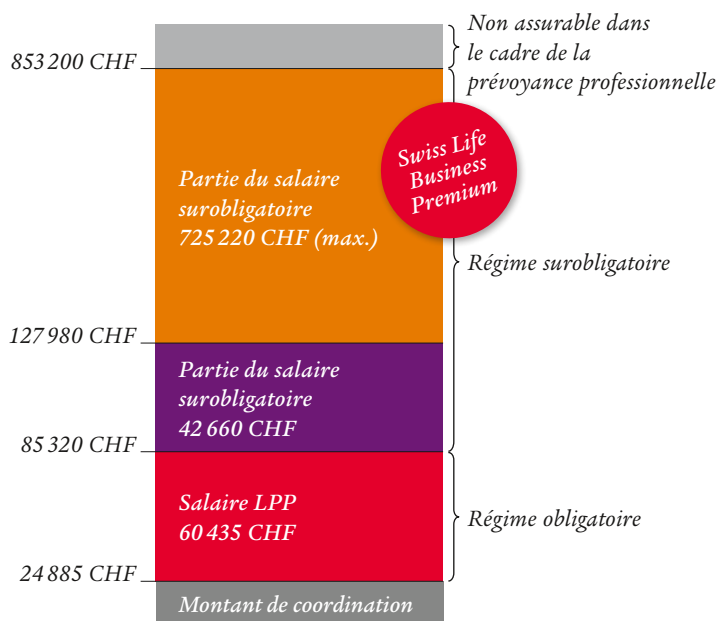 Non assurable dans
le cadre de la
prévoyance professionnelle
853 200 CHF
Swiss Life
Business
Premium
Partie du salaire
surobligatoire
725 220 CHF (max.)
Régime surobligatoire
127 980 CHF
Partie du salaire
surobligatoire
42 660 CHF
85 320 CHF
Salaire LPP
60 435 CHF
Régime obligatoire
24 885 CHF
Montant de coordination